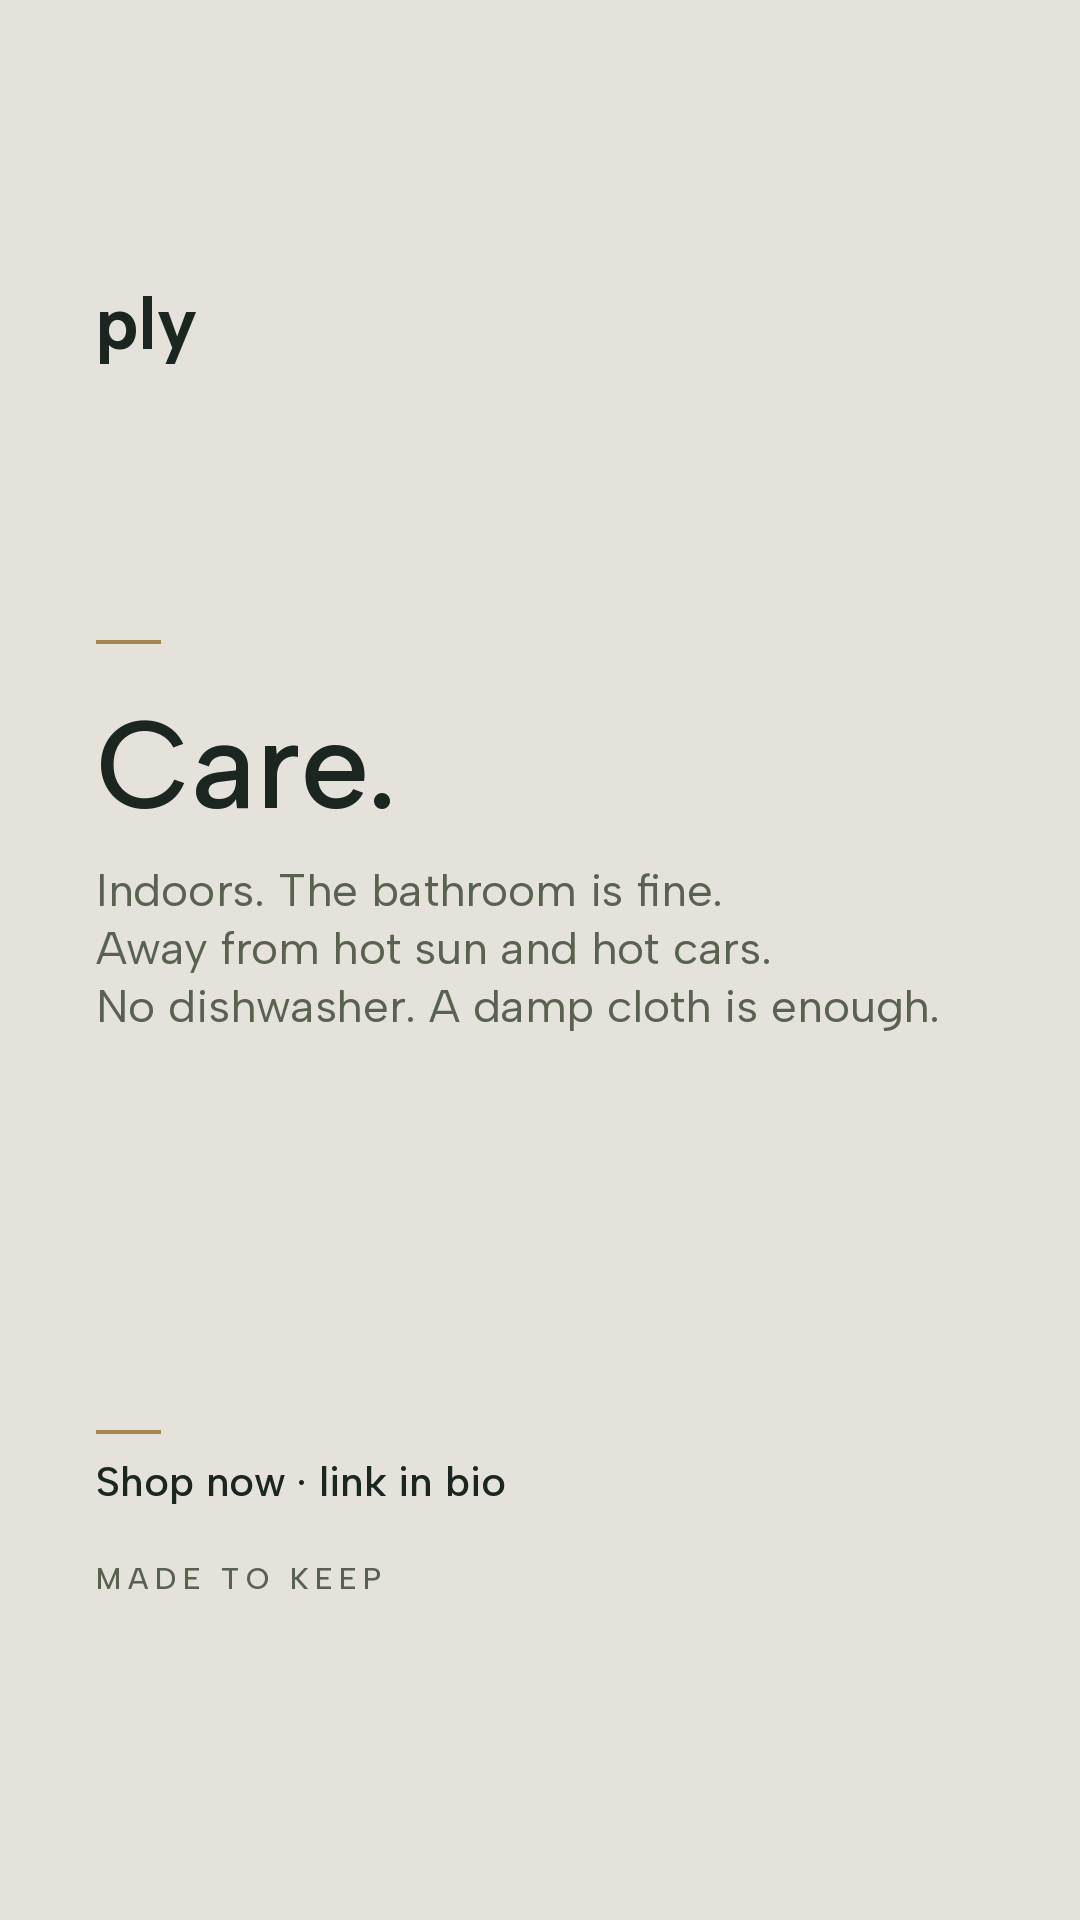 ply
Care.
Indoors. The bathroom is fine.
Away from hot sun and hot cars.
No dishwasher. A damp cloth is enough.
Shop now · link in bio
MADE TO KEEP